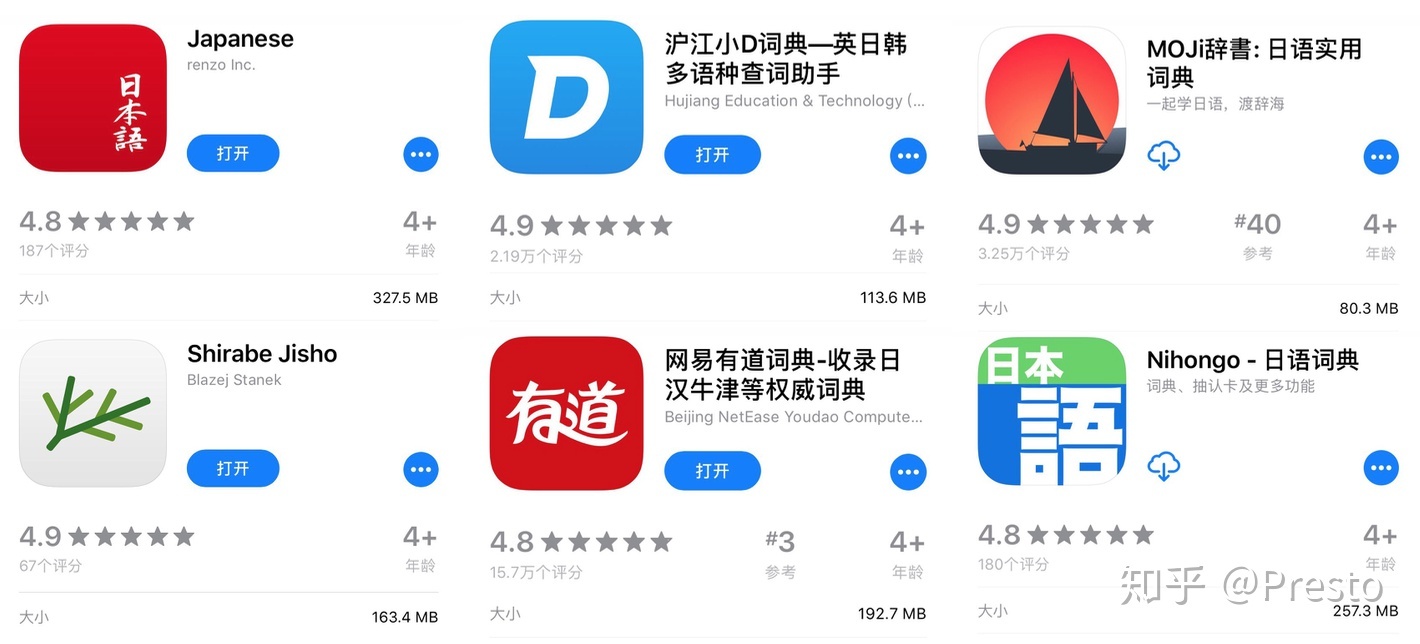 Japanese
renzo Inc.
日本語
打开
4.8
187个评分
4+
年龄
大小
327.5 MB
沪江小D词典—英日韩
多语种查词助手
Hujiang Education & Technology (...
D
打开
4.9
2.19万个评分
4+
年龄
大小
113.6 MB
MOJi辞書: 日语实用
词典
一起学日语，渡辞海
4.9
3.25万个评分
#40
参考
4+
年龄
大小
80.3 MB
Shirabe Jisho
Blazej Stanek
打开
4.9
67个评分
4+
年龄
大小
163.4 MB
网易有道词典-收录日
汉牛津等权威词典
Beijing NetEase Youdao Compute...
有道
打开
4.8
15.7万个评分
#3
参考
4+
年龄
大小
192.7 MB
Nihongo - 日语词典
词典、抽认卡及更多功能
日本
語
4.8
180个评分
4+
年龄
大小
257.3 MB
知乎 @Presto